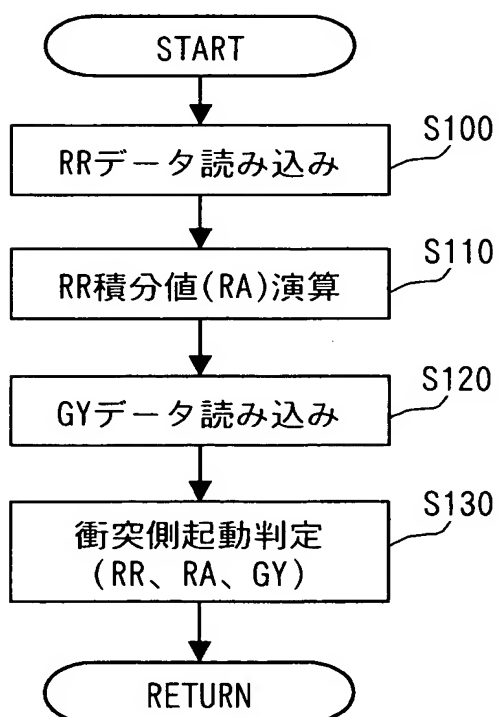 START
S100
RRデータ読み込み
S110
RR積分値(RA)演算
S120
GYデータ読み込み
S130
衝突側起動判定
(RR、RA、GY)
RETURN